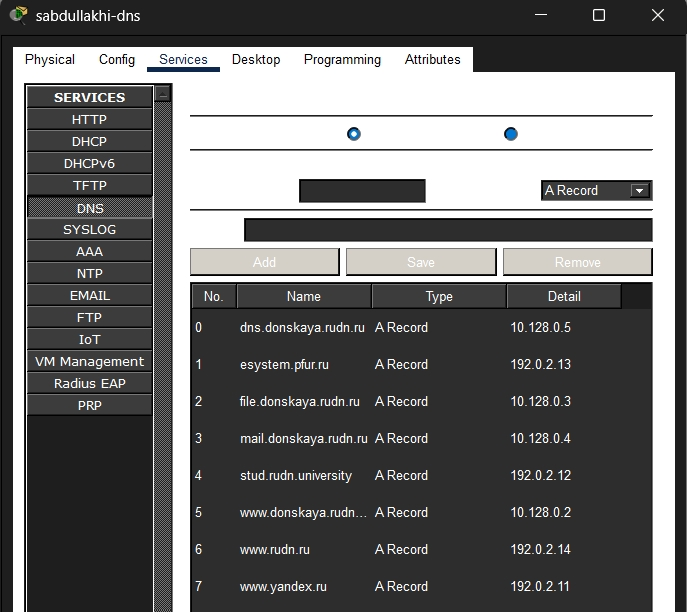 sabdullakhi-dns
Physical Config Services Desktop Programming Attributes
SERVICES
HTTP
DHCP
DHCPv6
TFTP
DNS
SYSLOG
AAA
NTP
EMAIL
FTP
IoT
VM Management
Radius EAP
PRP
A Record
Add Save Remove
No. Name Type Detail
0 dns.donskaya.rudn.ru A Record 10.128.0.5
1 esystem.pfur.ru A Record 192.0.2.13
2 file.donskaya.rudn.ru A Record 10.128.0.3
3 mail.donskaya.rudn.ru A Record 10.128.0.4
4 stud.rudn.university A Record 192.0.2.12
5 www.donskaya.rudn... A Record 10.128.0.2
6 www.rudn.ru A Record 192.0.2.14
7 www.yandex.ru A Record 192.0.2.11